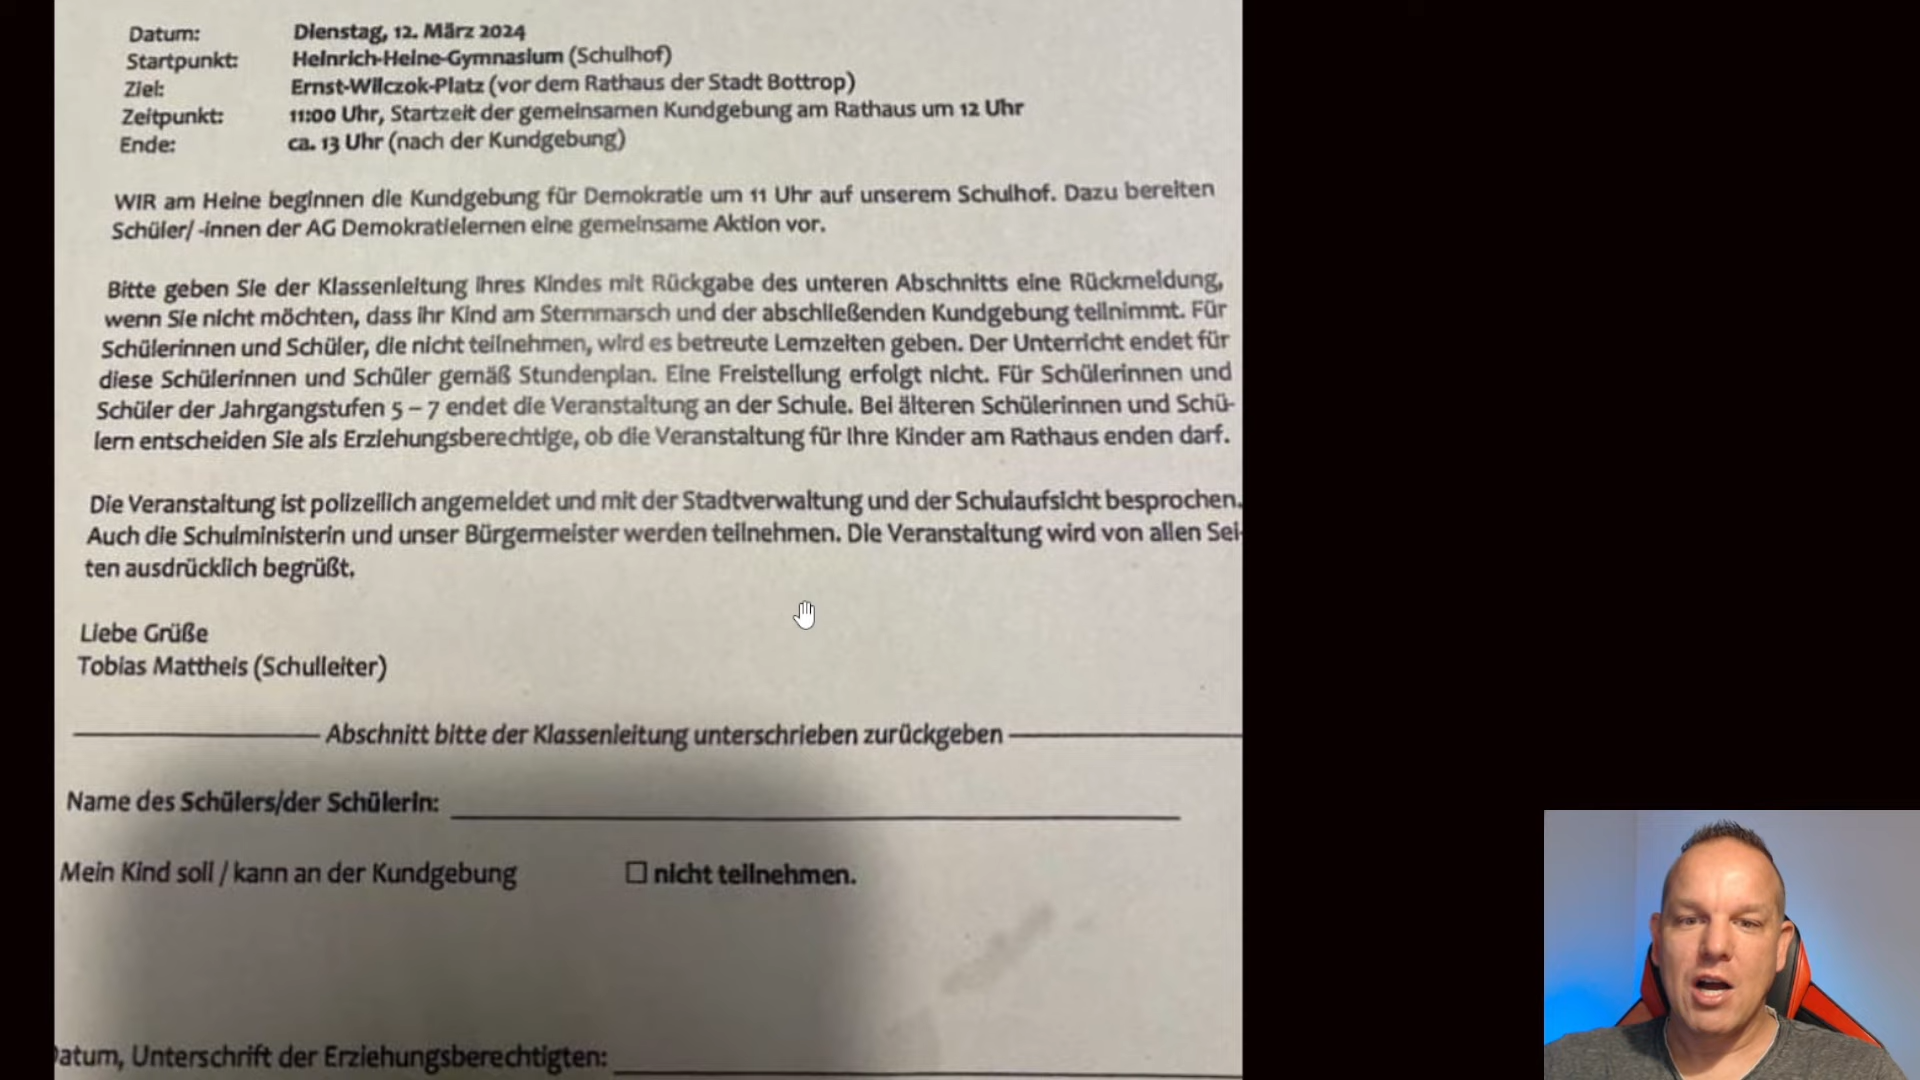 Datum: Dienstag, 12. März 2024
Startpunkt: Heinrich-Heine-Gymnasium (Schulhof)
Ziel: Ernst-Wilczok-Platz (vor dem Rathaus der Stadt Bottrop)
Zeitpunkt: 11:00 Uhr, Startzeit der gemeinsamen Kundgebung am Rathaus um 12 Uhr
Ende: ca. 13 Uhr (nach der Kundgebung)
WIR am Heine beginnen die Kundgebung für Demokratie um 11 Uhr auf unserem Schulhof. Dazu bereiten
Schüler/ -innen der AG Demokratielernen eine gemeinsame Aktion vor.
Bitte geben Sie der Klassenleitung Ihres Kindes mit Rückgabe des unteren Abschnitts eine Rückmeldung,
wenn Sie nicht möchten, dass Ihr Kind am Sternmarsch und der abschließenden Kundgebung teilnimmt. Für
Schülerinnen und Schüler, die nicht teilnehmen, wird es betreute Lernzeiten geben. Der Unterricht endet für
diese Schülerinnen und Schüler gemäß Stundenplan. Eine Freistellung erfolgt nicht. Für Schülerinnen und
Schüler der Jahrgangstufen 5 – 7 endet die Veranstaltung an der Schule. Bei älteren Schülerinnen und Schü-
lern entscheiden Sie als Erziehungsberechtige, ob die Veranstaltung für Ihre Kinder am Rathaus enden darf.
Die Veranstaltung ist polizeilich angemeldet und mit der Stadtverwaltung und der Schulaufsicht besprochen.
Auch die Schulministerin und unser Bürgermeister werden teilnehmen. Die Veranstaltung wird von allen Sei-
ten ausdrücklich begrüßt.
Liebe Grüße
Tobias Mattheis (Schulleiter)
Abschnitt bitte der Klassenleitung unterschrieben zurückgeben
Name des Schülers/der Schülerin:
Mein Kind soll / kann an der Kundgebung ☐ nicht teilnehmen.
Datum, Unterschrift der Erziehungsberechtigten: